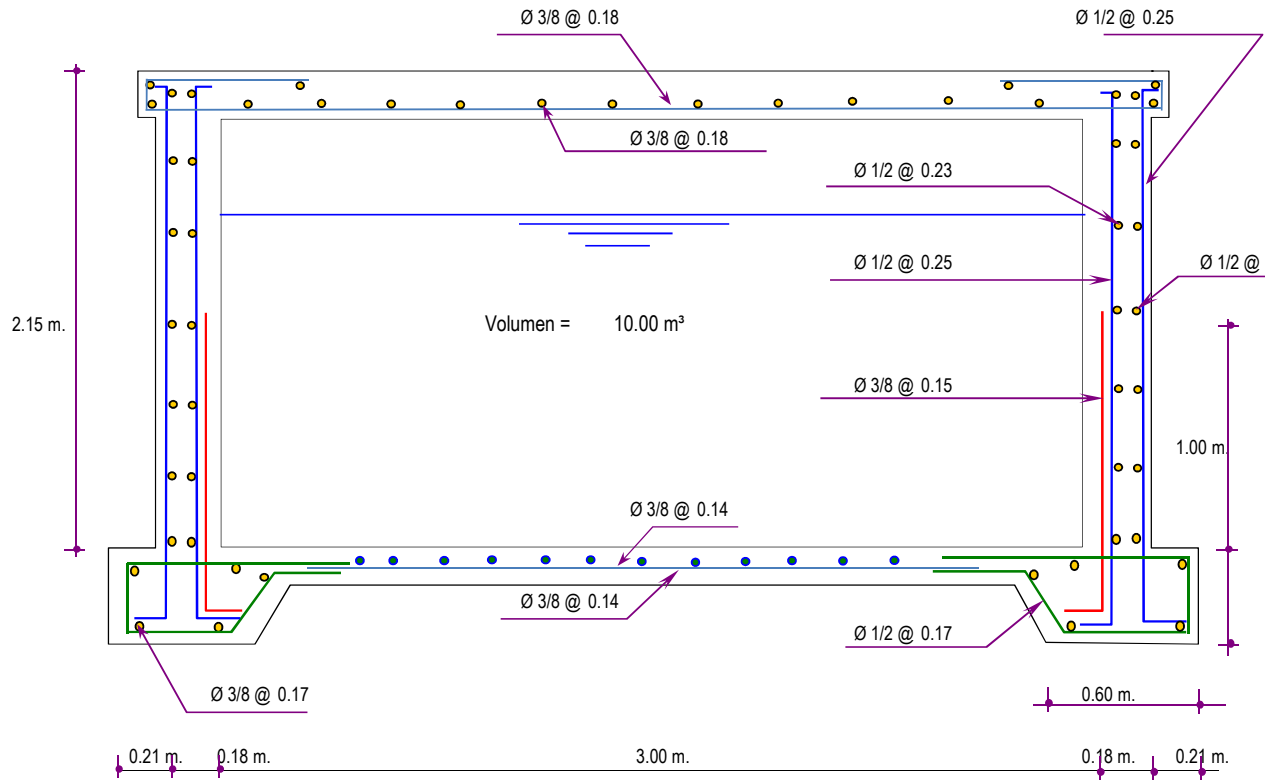 Ø 3/8 @ 0.18
Ø 1/2 @ 0.25
Ø 3/8 @ 0.18
Ø 1/2 @ 0.23
Ø 1/2 @ 0.25
Ø 1/2 @
2.15 m.
Volumen = 10.00 m³
Ø 3/8 @ 0.15
1.00 m.
Ø 3/8 @ 0.14
Ø 3/8 @ 0.14
Ø 1/2 @ 0.17
Ø 3/8 @ 0.17
0.60 m.
0.21 m. 0.18 m. 3.00 m. 0.18 m. 0.21 m.